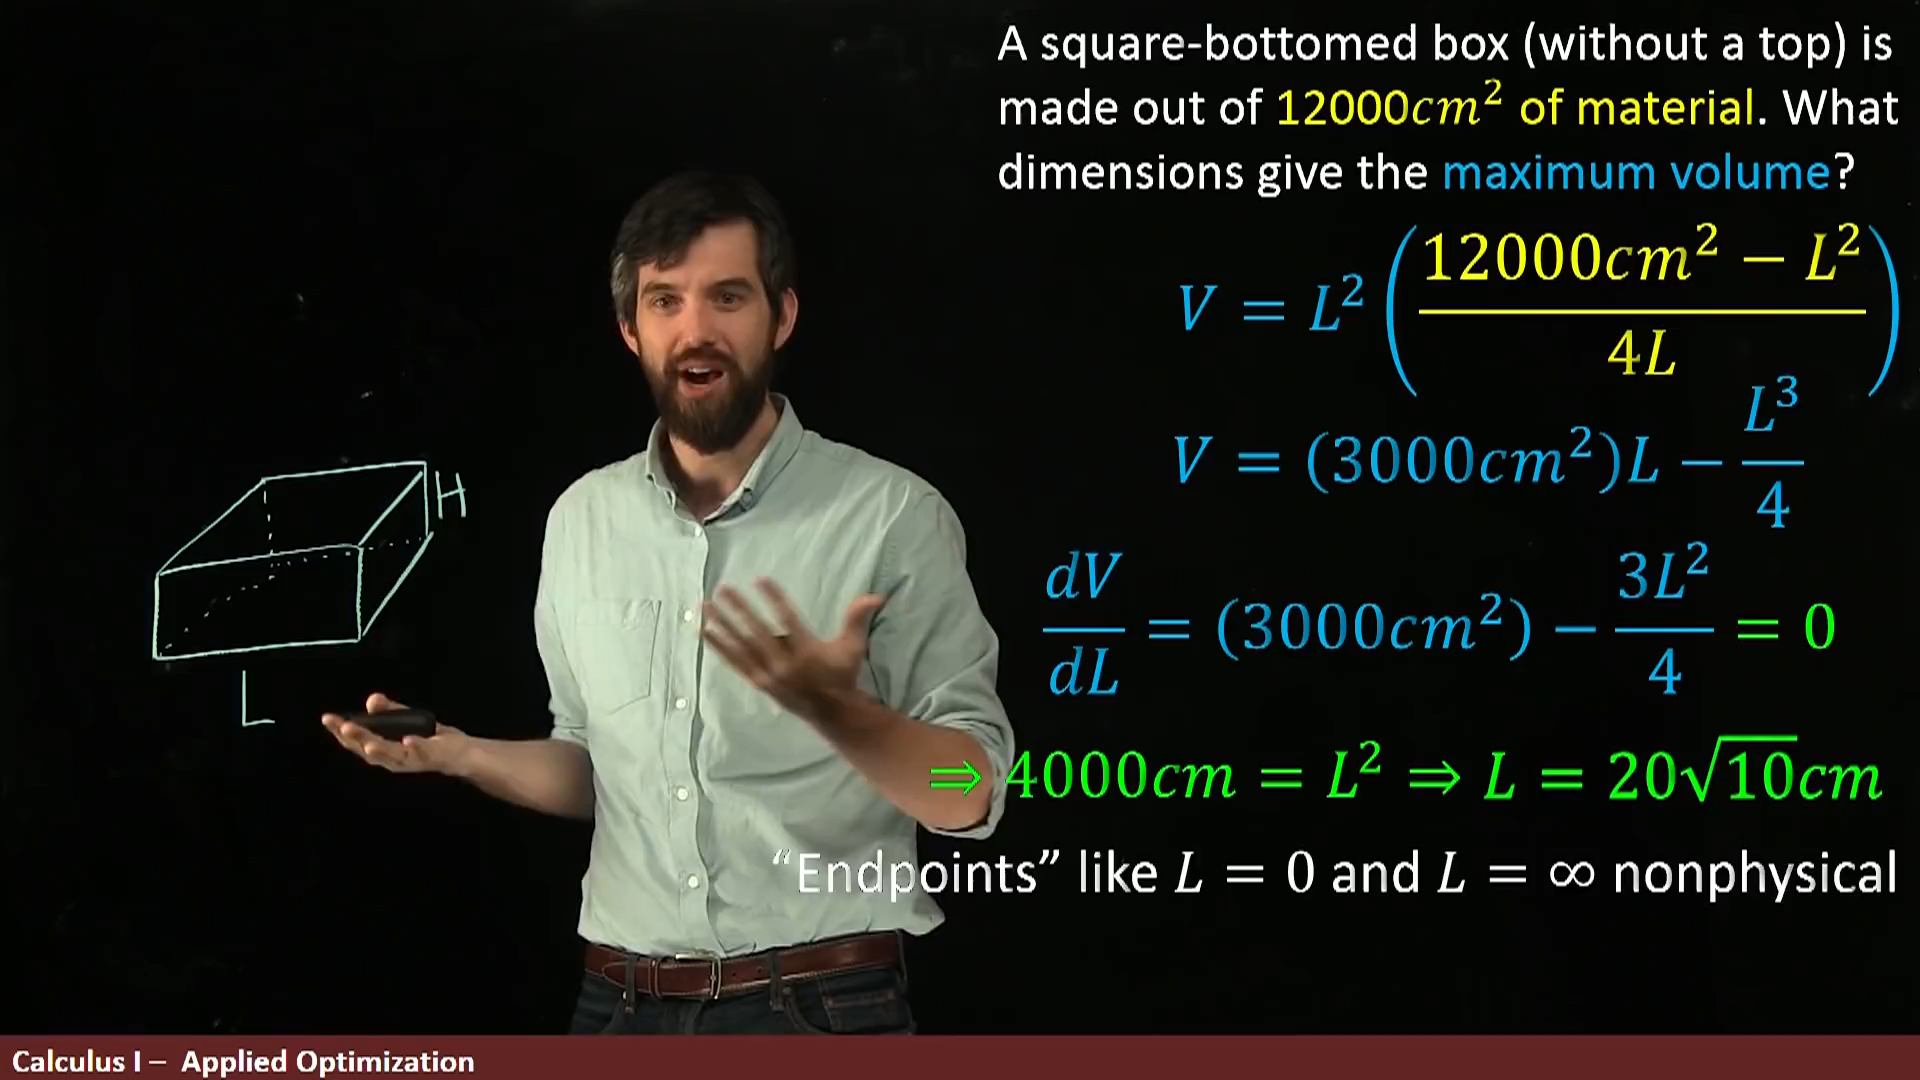 A square-bottomed box (without a top) is
made out of 12000cm² of material. What
dimensions give the maximum volume?
V = L² ((12000cm² − L²)/(4L))
V = (3000cm²)L − L³/4
dV/dL = (3000cm²) − 3L²/4 = 0
⇒ 4000cm = L² ⇒ L = 20√10cm
“Endpoints” like L = 0 and L = ∞ nonphysical
H
L
Calculus I – Applied Optimization